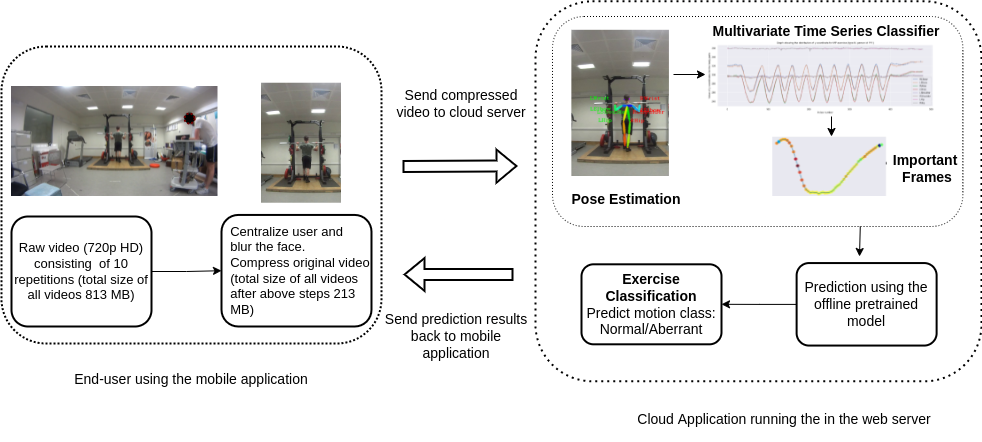 Raw video (720p HD)
consisting of 10
repetitions (total size of
all videos 813 MB)
Centralize user and
blur the face.
Compress original video
(total size of all videos
after above steps 213
MB)
End-user using the mobile application
Send compressed
video to cloud server
Send prediction results
back to mobile
application
Multivariate Time Series Classifier
Pose Estimation
Important
Frames
Exercise
Classification
Predict motion class:
Normal/Aberrant
Prediction using the
offline pretrained
model
Cloud Application running the in the web server